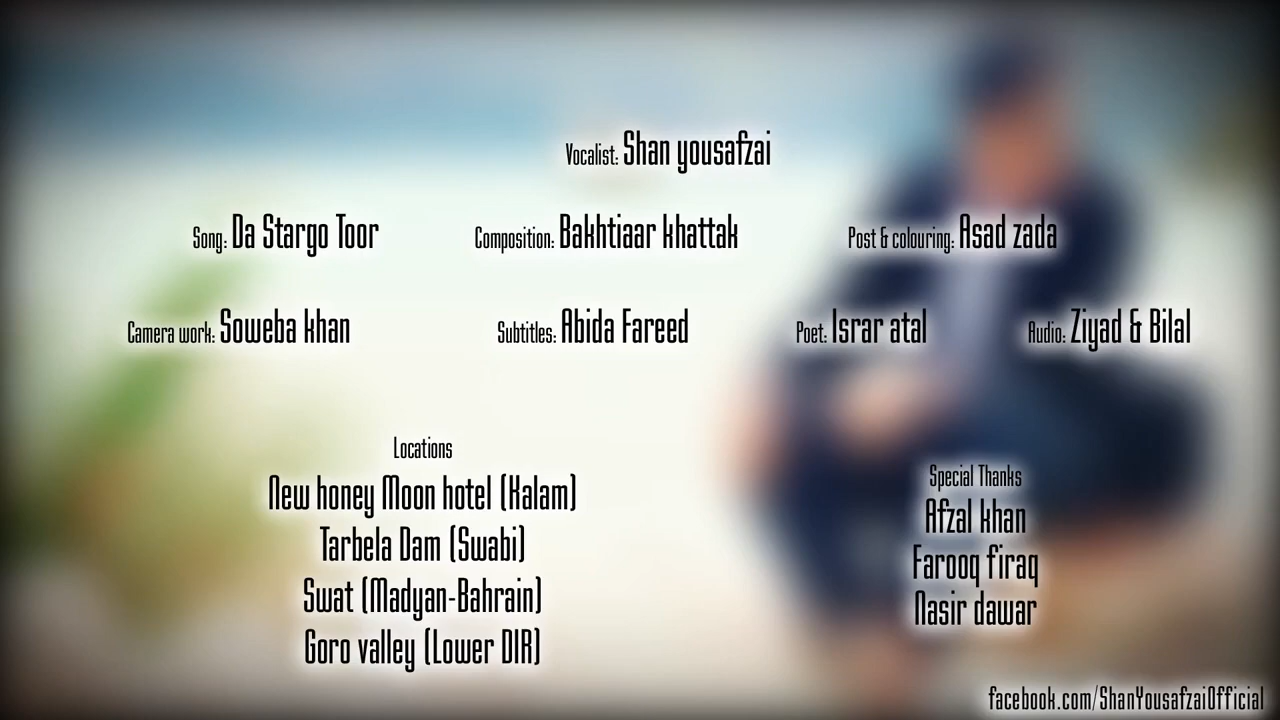 Vocalist: Shan yousafzai
Song: Da Stargo Toor Composition: Bakhtiaar khattak Post & colouring: Asad zada
Camera work: Soweba khan Subtitles: Abida Fareed Poet: Israr atal Audio: Ziyad & Bilal
Locations
New honey Moon hotel (Kalam)
Tarbela Dam (Swabi)
Swat (Madyan-Bahrain)
Goro valley (Lower DIR)
Special Thanks
Afzal khan
Farooq firaq
Nasir dawar
facebook.com/ShanYousafzaiOfficial